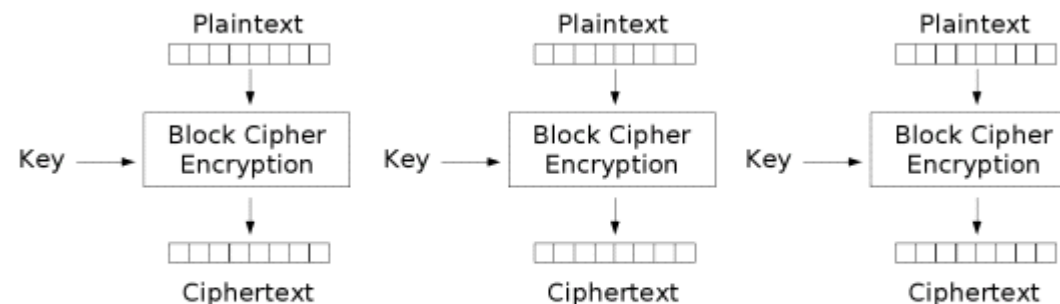 Plaintext Plaintext Plaintext
Key Block Cipher Encryption Key Block Cipher Encryption Key Block Cipher Encryption
Ciphertext Ciphertext Ciphertext